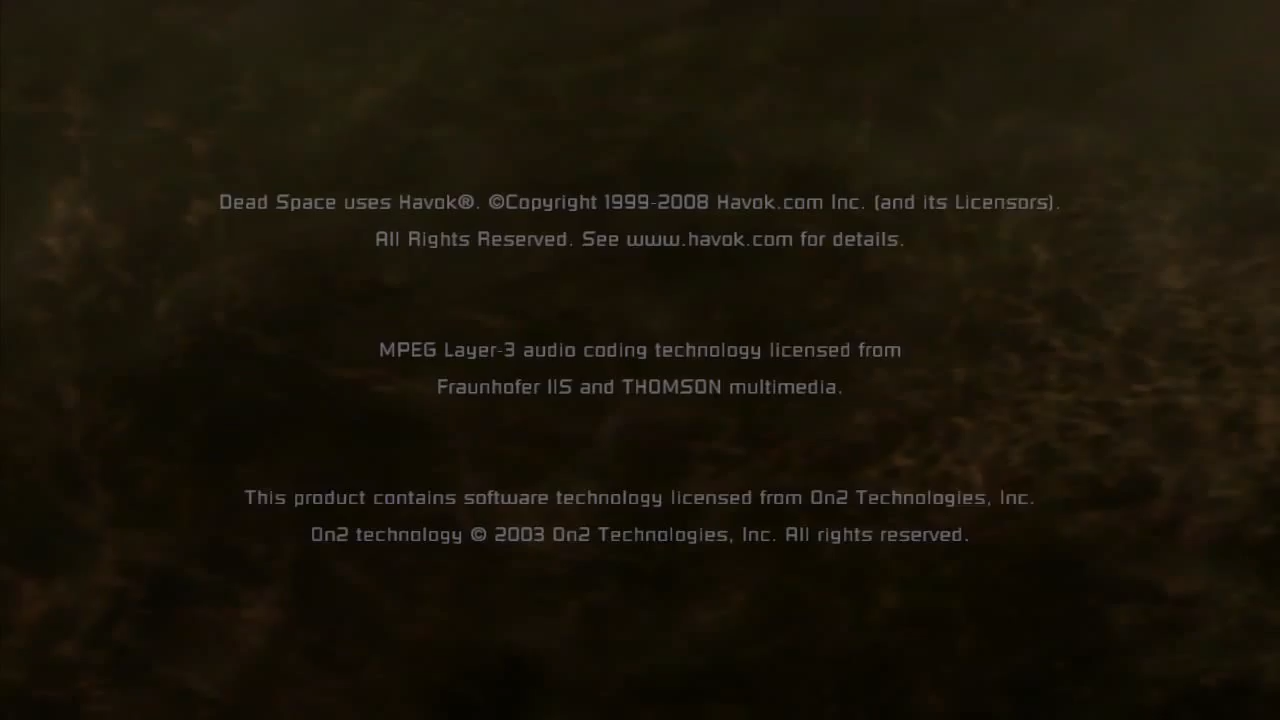 Dead Space uses Havok®. ©Copyright 1999-2008 Havok.com Inc. (and its Licensors).
All Rights Reserved. See www.havok.com for details.
MPEG Layer-3 audio coding technology licensed from
Fraunhofer IIS and THOMSON multimedia.
This product contains software technology licensed from On2 Technologies, Inc.
On2 technology © 2003 On2 Technologies, Inc. All rights reserved.